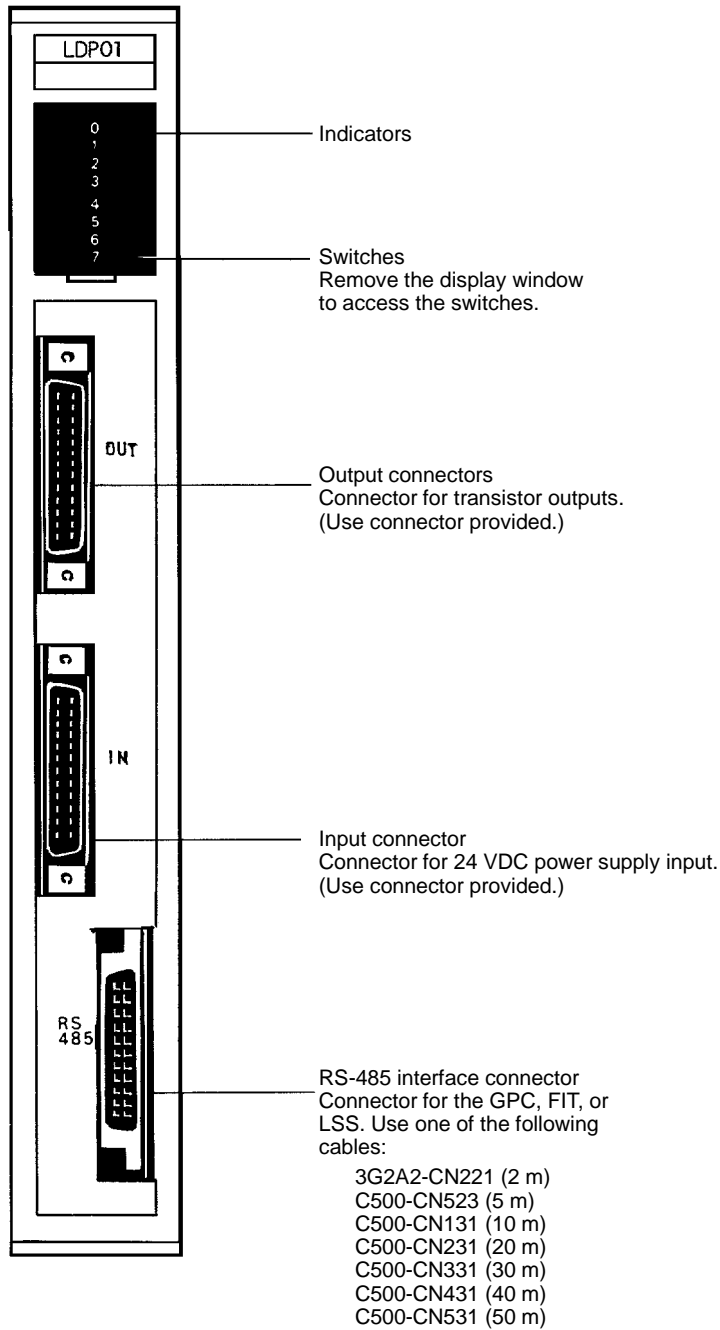 LDP01
0
1
2
3
4
5
6
7
Indicators
Switches
Remove the display window
to access the switches.
C
OUT
C
Output connectors
Connector for transistor outputs.
(Use connector provided.)
C
IN
C
Input connector
Connector for 24 VDC power supply input.
(Use connector provided.)
RS
485
RS-485 interface connector
Connector for the GPC, FIT, or
LSS. Use one of the following
cables:
3G2A2-CN221 (2 m)
C500-CN523 (5 m)
C500-CN131 (10 m)
C500-CN231 (20 m)
C500-CN331 (30 m)
C500-CN431 (40 m)
C500-CN531 (50 m)